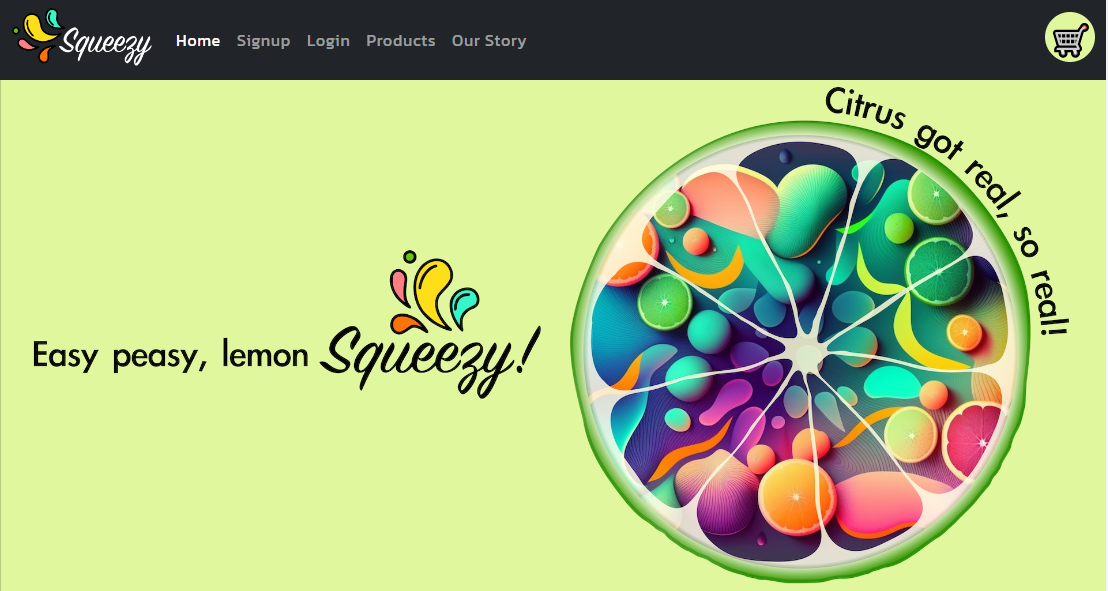 Squeezy Home Signup Login Products Our Story
Citrus got real, so real!!
Easy peasy, lemon Squeezy!